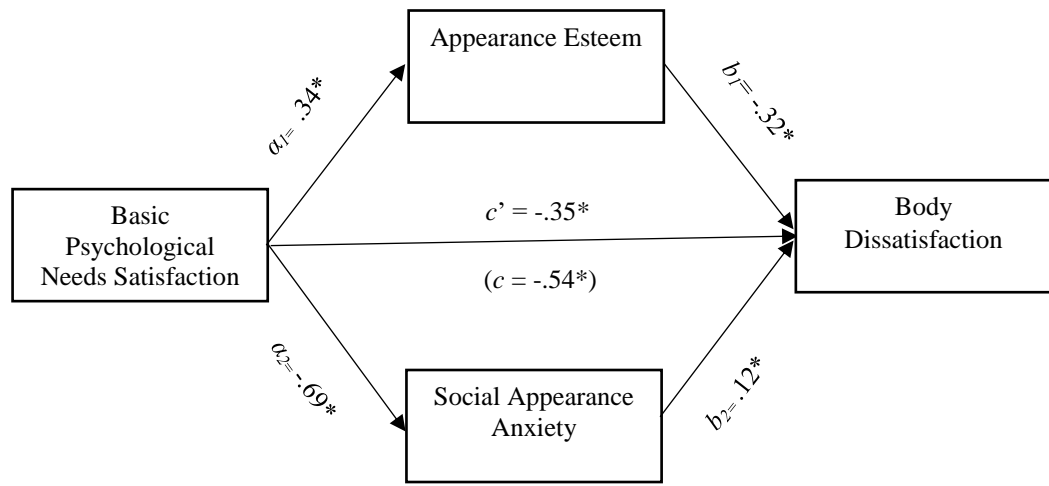 Appearance Esteem
a1= .34*
b1= -.32*
Basic
Psychological
Needs Satisfaction
c’ = -.35*
(c = -.54*)
Body
Dissatisfaction
a2= -.69*
Social Appearance
Anxiety
b2= .12*